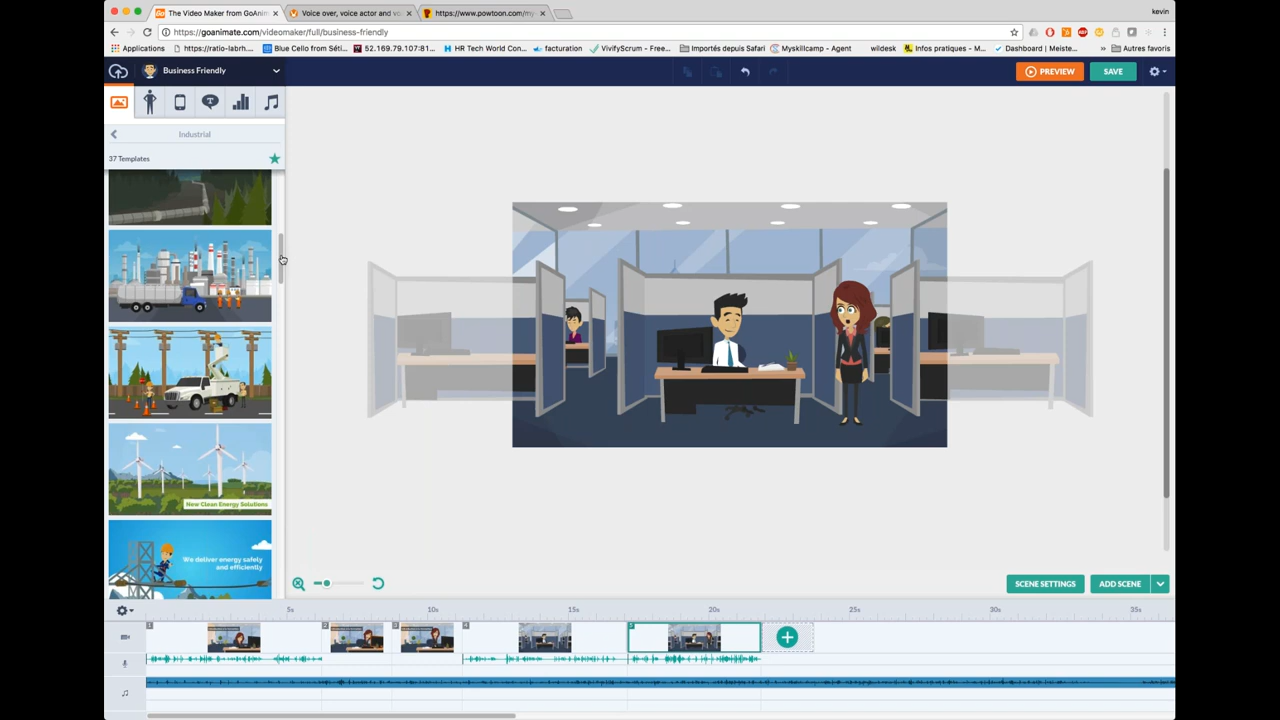 The Video Maker from GoAnim
Voice over, voice actor and vo
https://www.powtoon.com/my-
kevin
https://goanimate.com/videomaker/full/business-friendly
Applications
https://ratio-labrh....
Blue Cello from Séti...
52.169.79.107:81...
HR Tech World Con...
facturation
VivifyScrum - Free...
Importés depuis Safari
Myskillcamp - Agent
wildesk
Infos pratiques - M...
Dashboard | Meiste...
» Autres favoris
Business Friendly
PREVIEW
SAVE
Industrial
37 Templates
New Clean Energy Solutions
We deliver energy safely
and efficiently
SCENE SETTINGS
ADD SCENE
5s
10s
15s
20s
25s
30s
35s
1
2
3
4